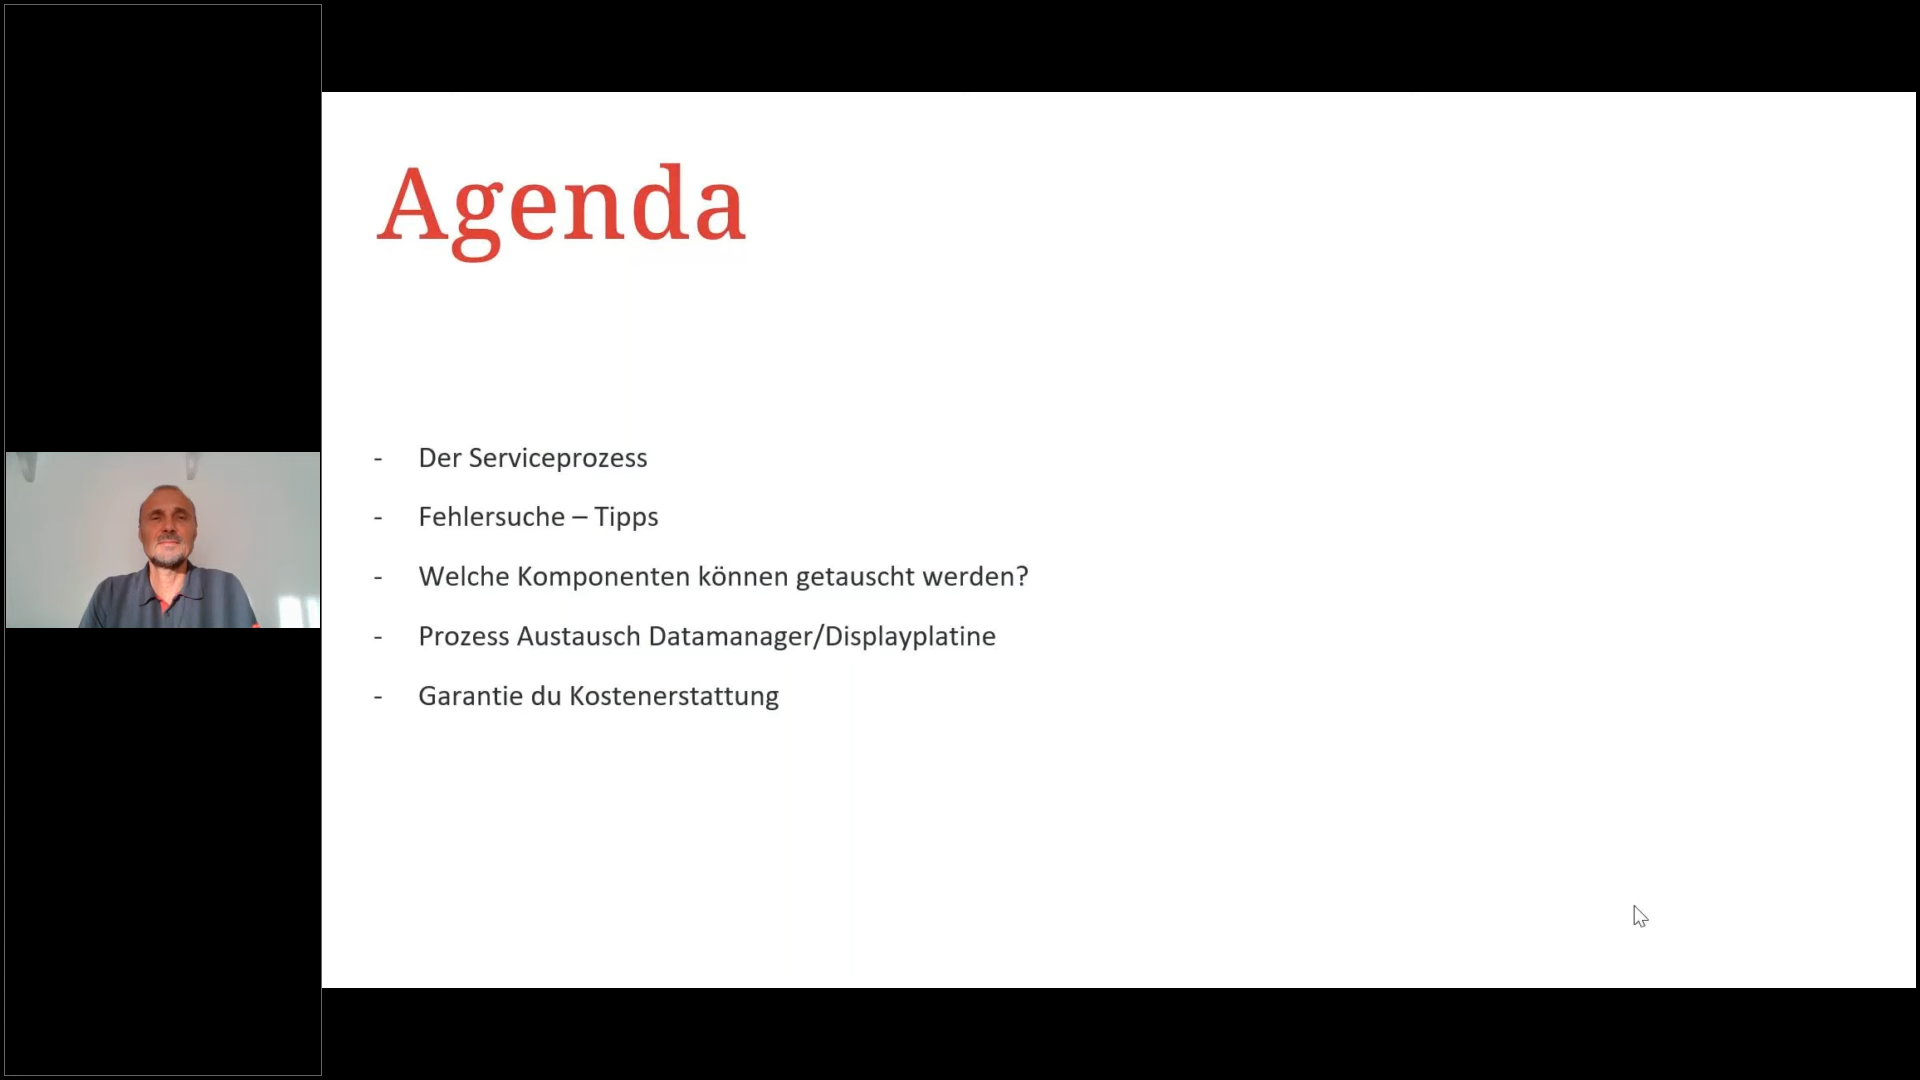 Agenda
- Der Serviceprozess
- Fehlersuche – Tipps
- Welche Komponenten können getauscht werden?
- Prozess Austausch Datamanager/Displayplatine
- Garantie du Kostenerstattung